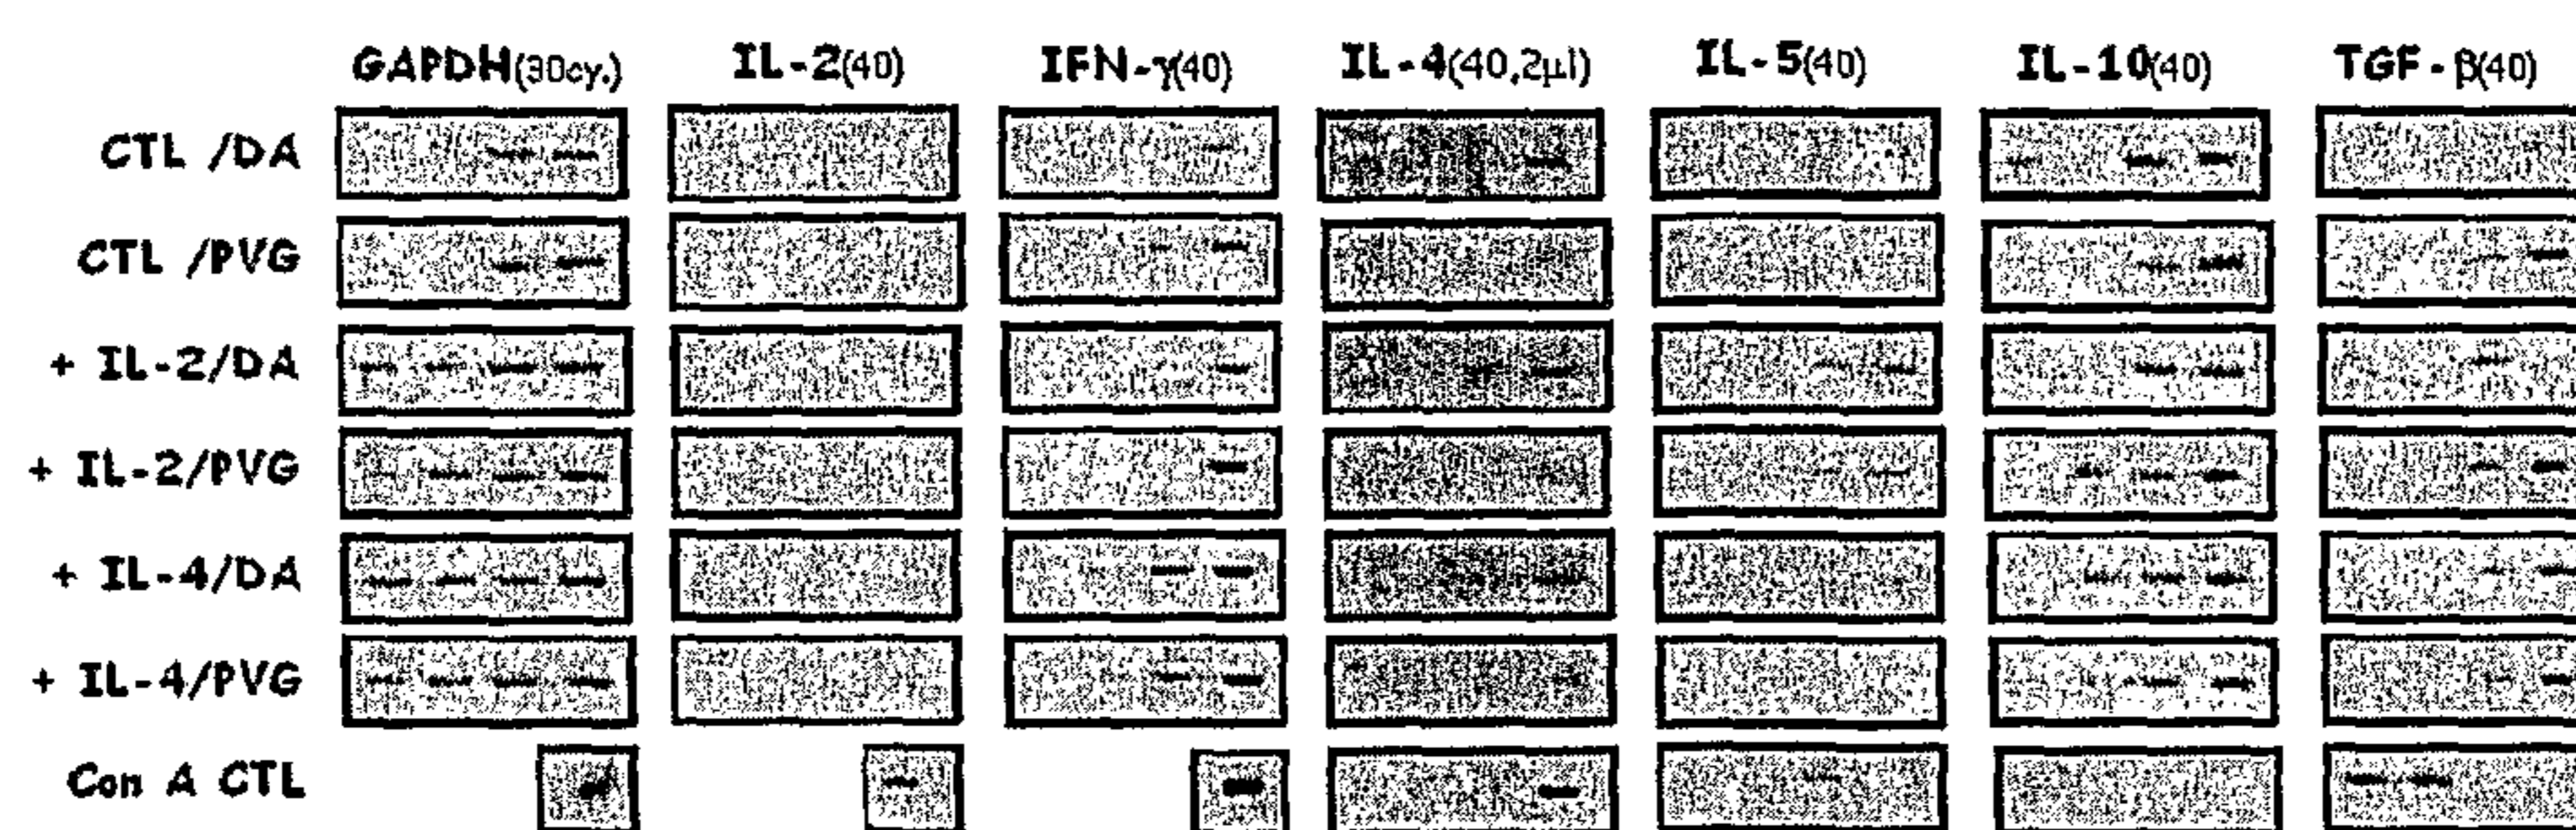 GAPDH(30cy.) IL-2(40) IFN-γ(40) IL-4(40,2μl) IL-5(40) IL-10(40) TGF-β(40)
CTL /DA
CTL /PVG
+ IL-2/DA
+ IL-2/PVG
+ IL-4/DA
+ IL-4/PVG
Con A CTL